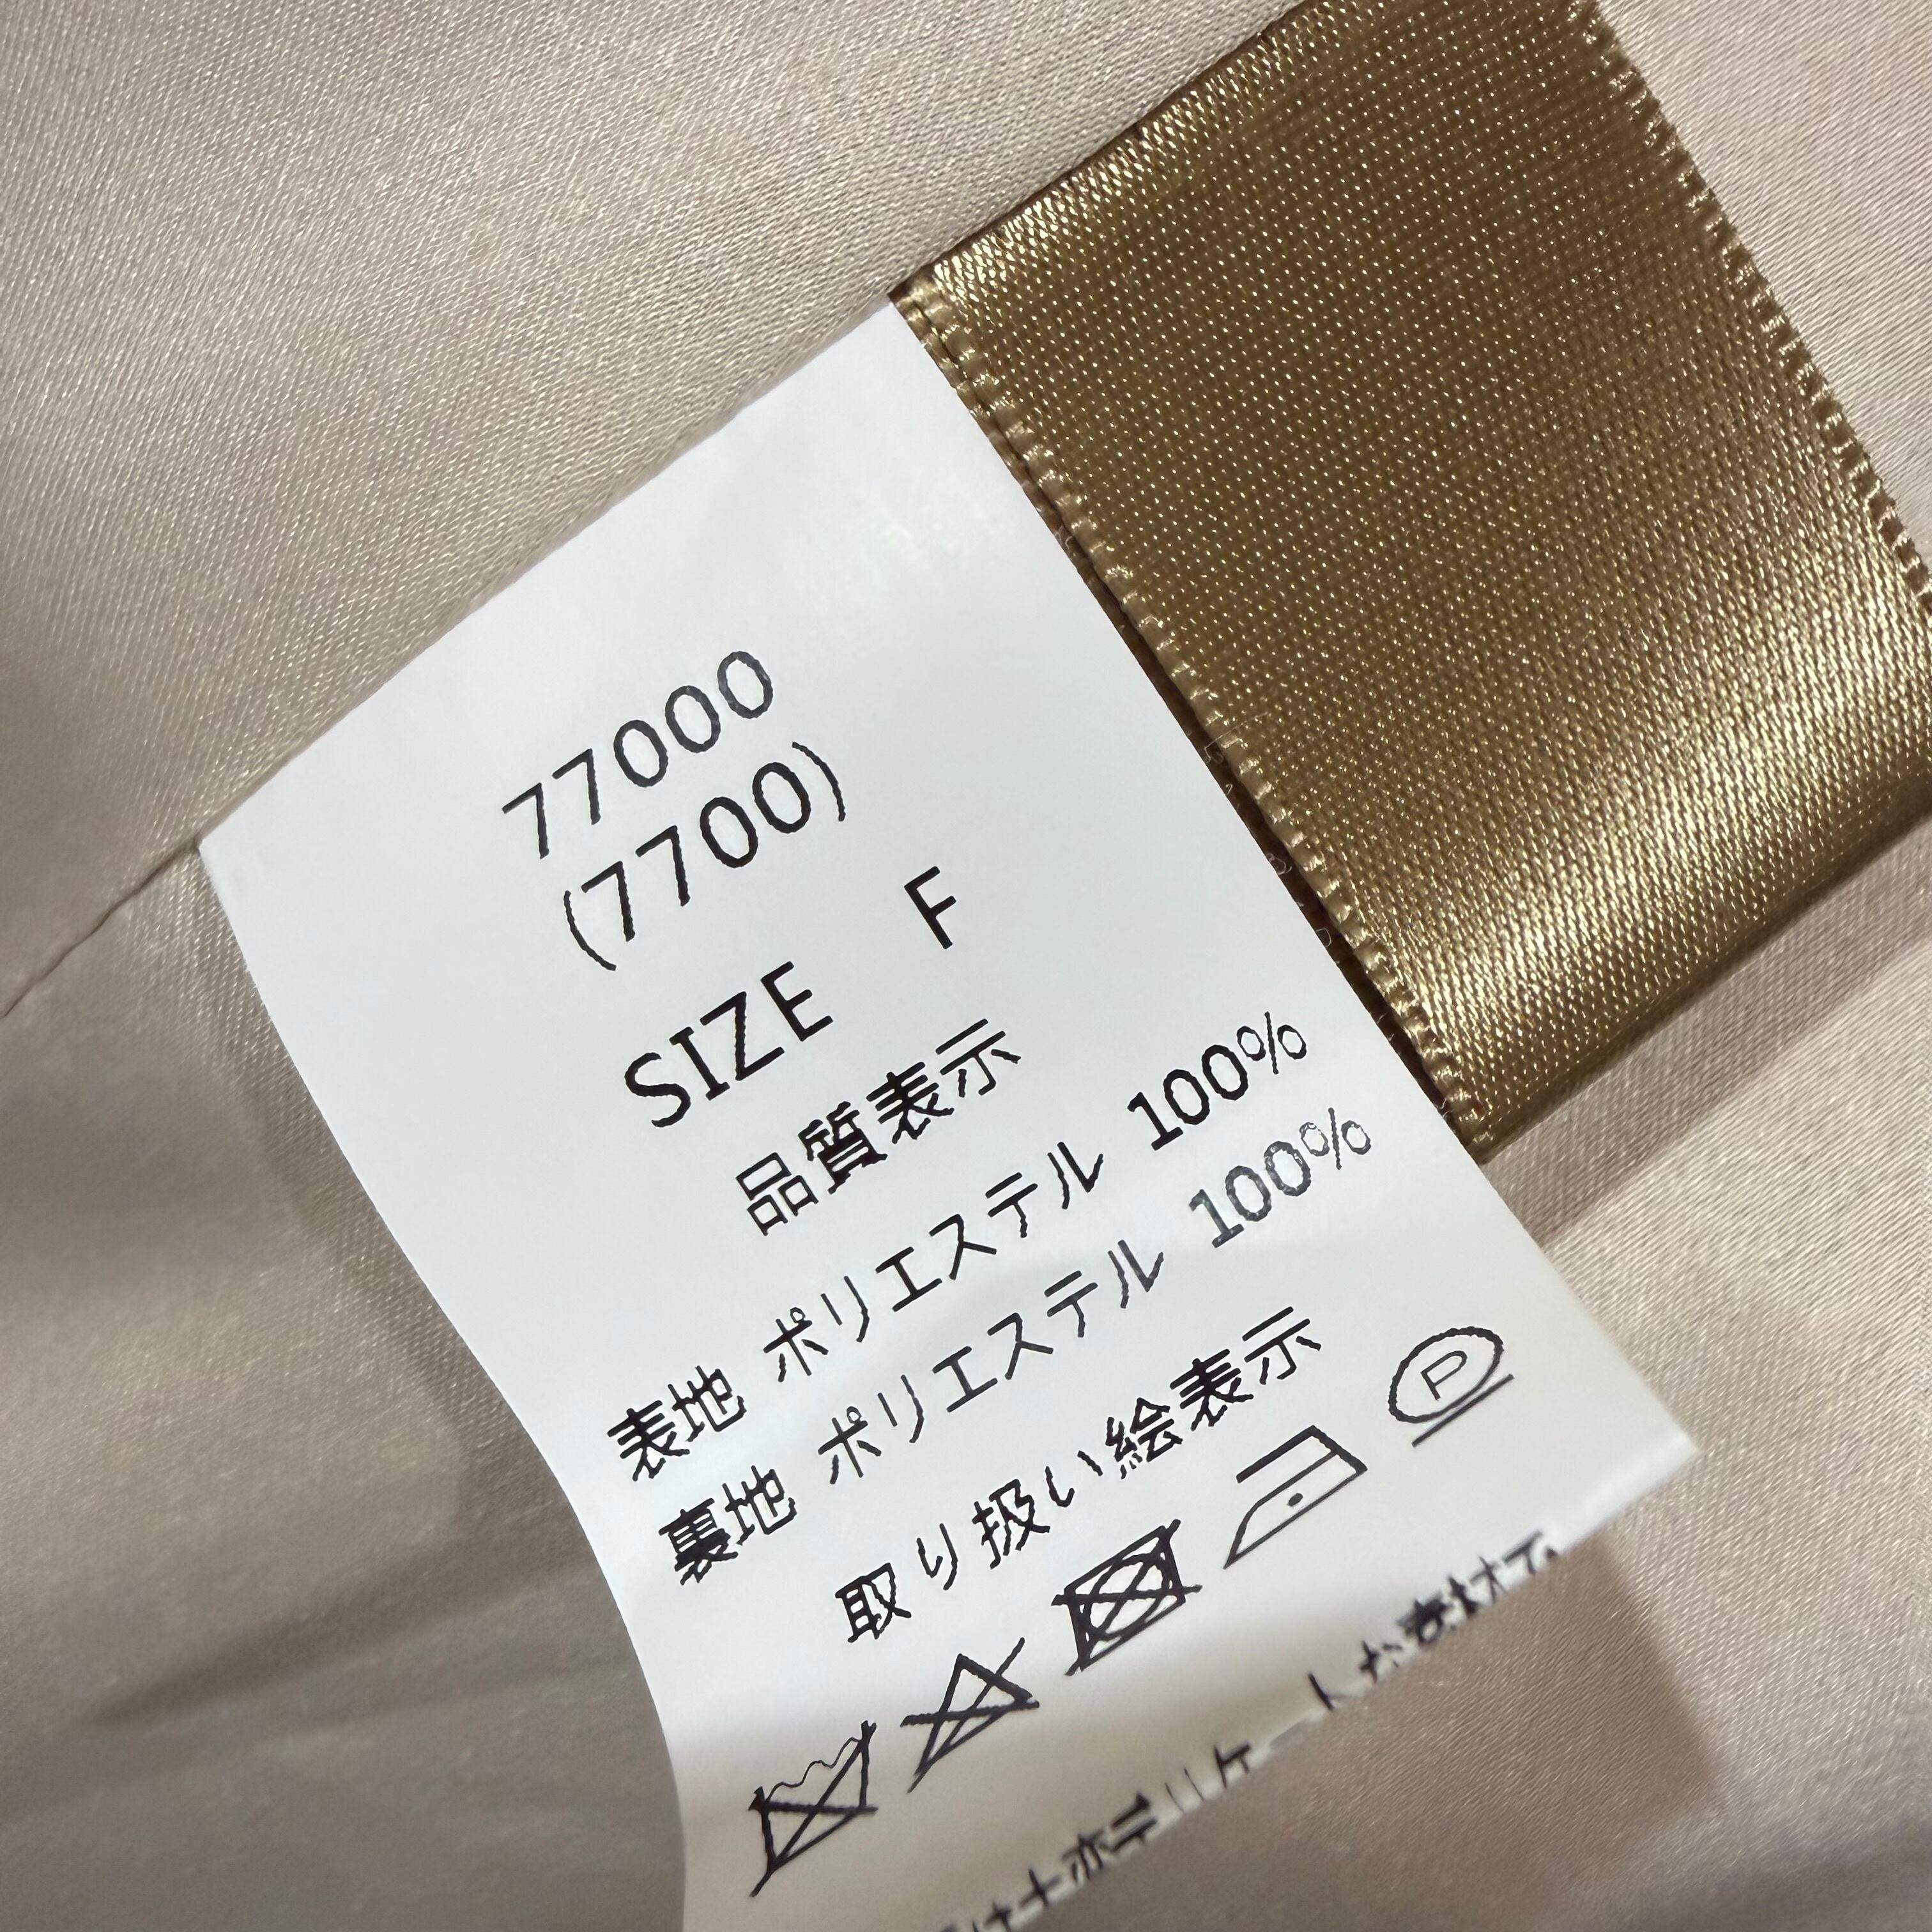 77000
(7700)
SIZE F
品質表示
表地 ポリエステル 100%
裏地 ポリエステル 100%
取り扱い絵表示
P